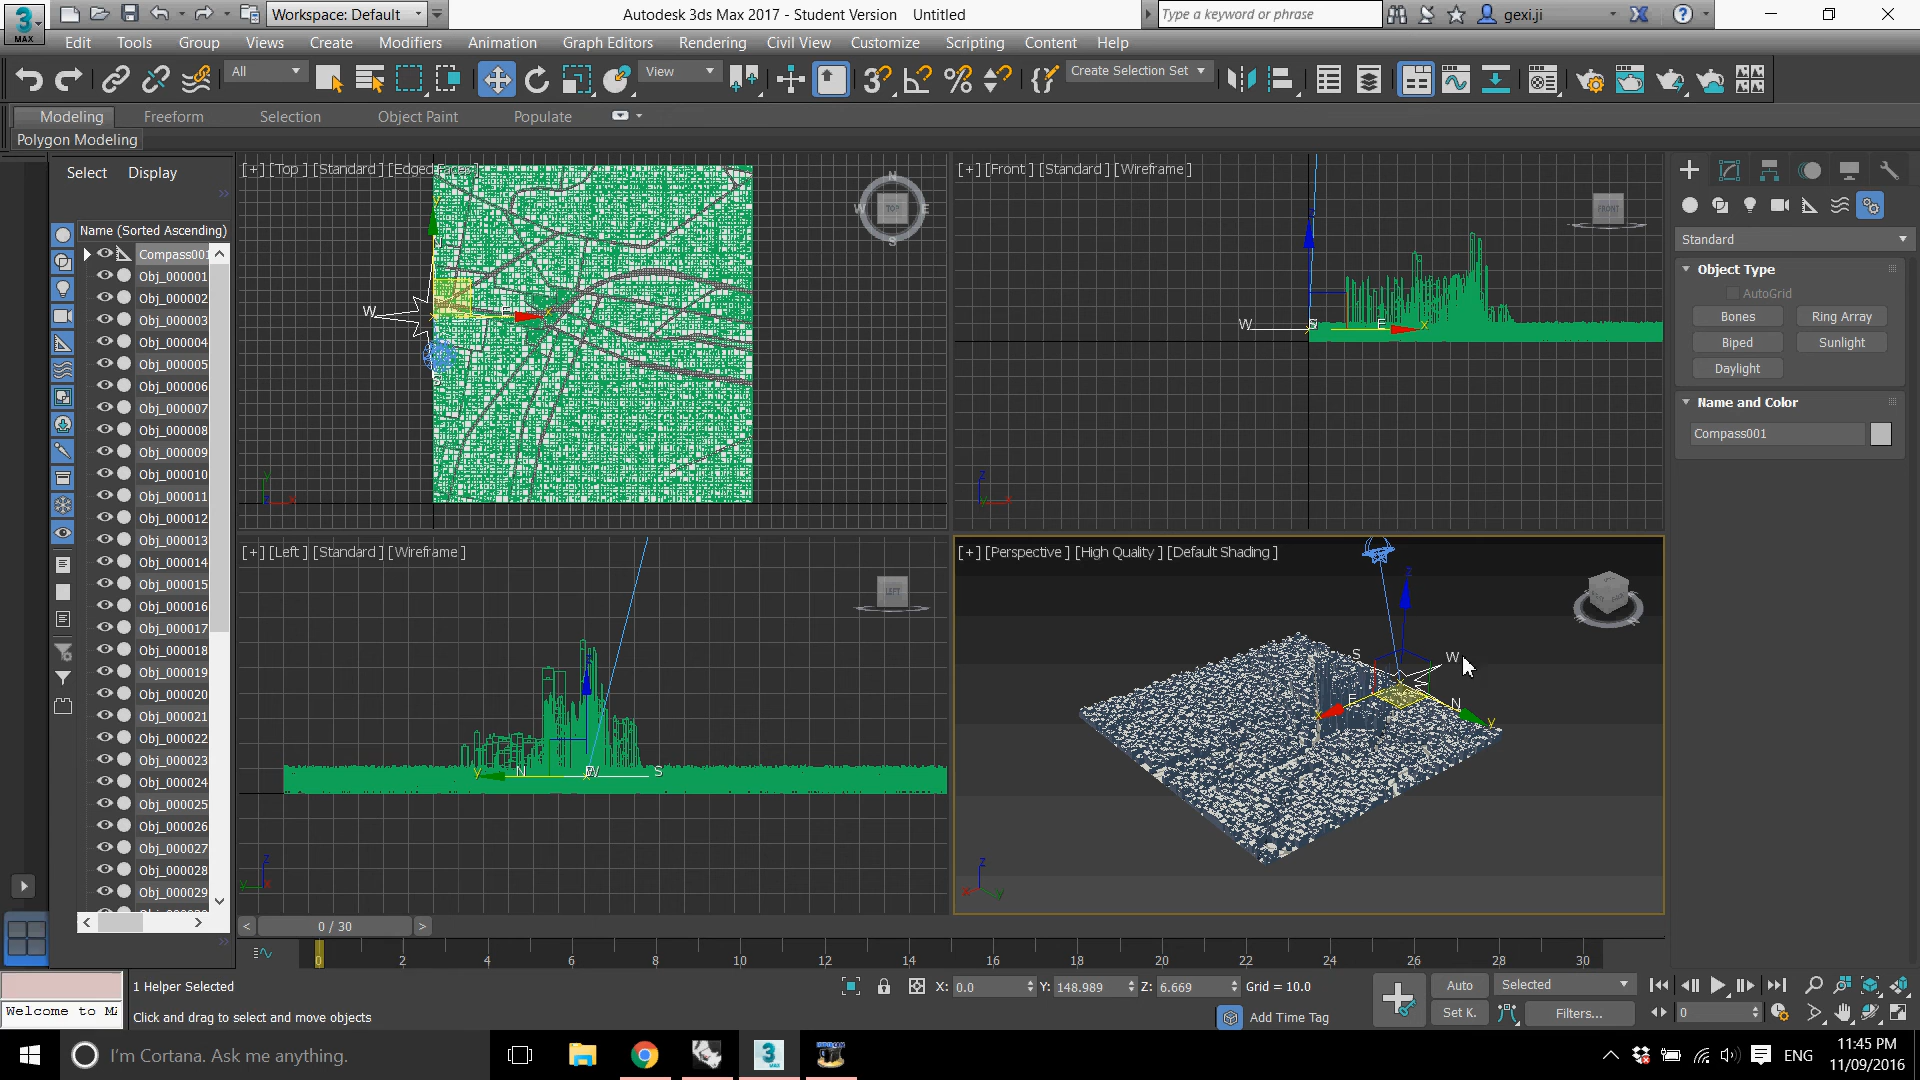 3
MAX
Workspace: Default
Autodesk 3ds Max 2017 - Student Version Untitled
Type a keyword or phrase
gexi.ji
Edit Tools Group Views Create Modifiers Animation Graph Editors Rendering Civil View Customize Scripting Content Help
All
View
Create Selection Set
Modeling Freeform Selection Object Paint Populate
Polygon Modeling
Select Display
Name (Sorted Ascending)
Compass001
Obj_000001
Obj_000002
Obj_000003
Obj_000004
Obj_000005
Obj_000006
Obj_000007
Obj_000008
Obj_000009
Obj_000010
Obj_000011
Obj_000012
Obj_000013
Obj_000014
Obj_000015
Obj_000016
Obj_000017
Obj_000018
Obj_000019
Obj_000020
Obj_000021
Obj_000022
Obj_000023
Obj_000024
Obj_000025
Obj_000026
Obj_000027
Obj_000028
Obj_000029
[+] [Top ] [Standard ] [Edged Faces ]
N
W TOP E
S
y
N
W
E x
S
[+] [Front ] [Standard ] [Wireframe ]
FRONT
W
E x
z
[+] [Left ] [Standard ] [Wireframe ]
LEFT
y N
W
S
z
y x
[+] [Perspective ] [High Quality ] [Default Shading ]
z
S
W
E
N
x
y
z
x y
Standard
Object Type
AutoGrid
Bones Ring Array
Biped Sunlight
Daylight
Name and Color
Compass001
< 0 / 30 >
0 2 4 6 8 10 12 14 16 18 20 22 24 26 28 30
1 Helper Selected
Welcome to
Click and drag to select and move objects
X: 0.0 Y: 148.989 Z: 6.669 Grid = 10.0
Add Time Tag
Auto Selected
Set K. Filters...
0
I'm Cortana. Ask me anything.
3
MAX
ENG
11:45 PM
11/09/2016